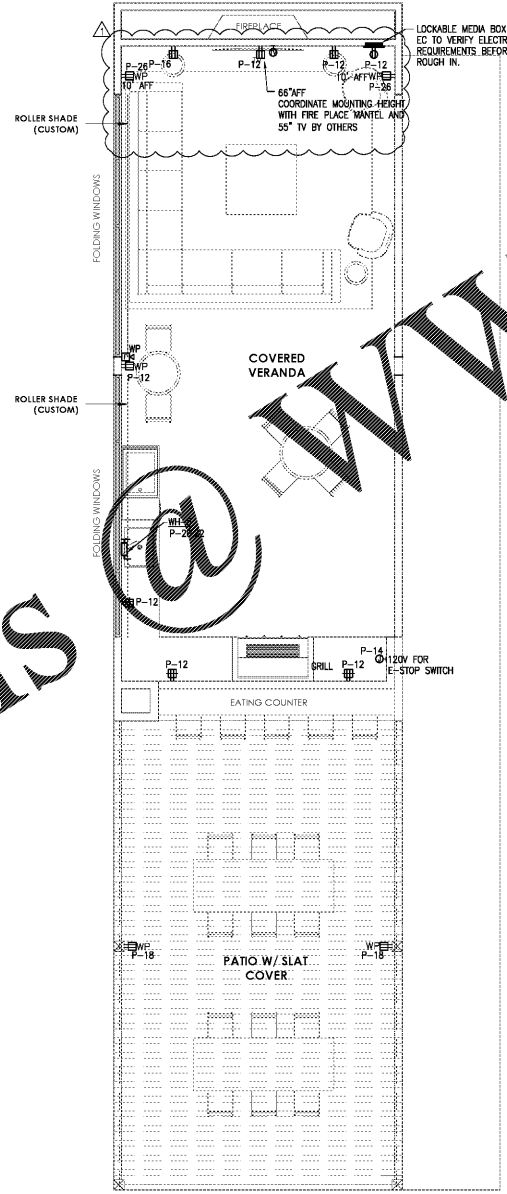 FIREPLACE
LOCKABLE MEDIA BOX
EC TO VERIFY ELECTR
REQUIREMENTS BEFOR
ROUGH IN.
1
P-26
WP
10' AFF
P-16
P-12
P-12
P-12
10' AFF
WP
P-26
66"AFF
COORDINATE MOUNTING HEIGHT
WITH FIRE PLACE MANTEL AND
55" TV BY OTHERS
ROLLER SHADE
(CUSTOM)
FOLDING WINDOWS
WP
WP
P-12
COVERED
VERANDA
ROLLER SHADE
(CUSTOM)
FOLDING WINDOWS
P-12
P-12
GRILL
P-12
P-14
120V FOR
E-STOP SWITCH
EATING COUNTER
WP
P-18
WP
P-18
PATIO W/ SLAT
COVER
as @ ww